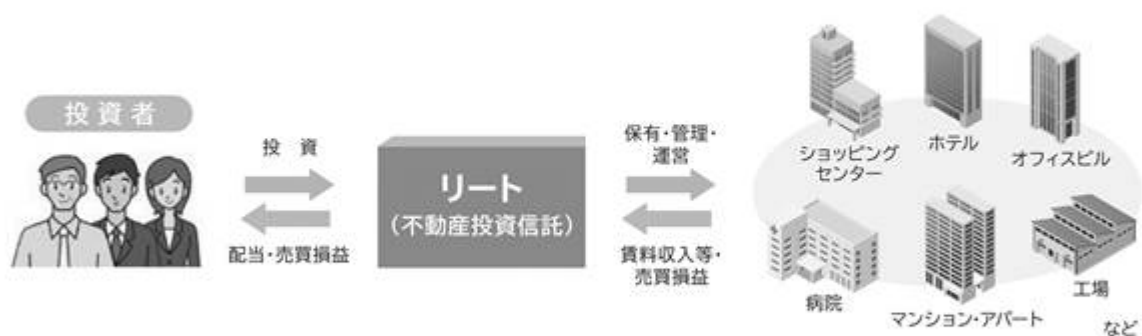 投資者
投 資
配当・売買損益
リート
(不動産投資信託)
保有・管理・
運営
賃料収入等・
売買損益
ショッピング
センター
ホテル
オフィスビル
病院
マンション・アパート
工場
など